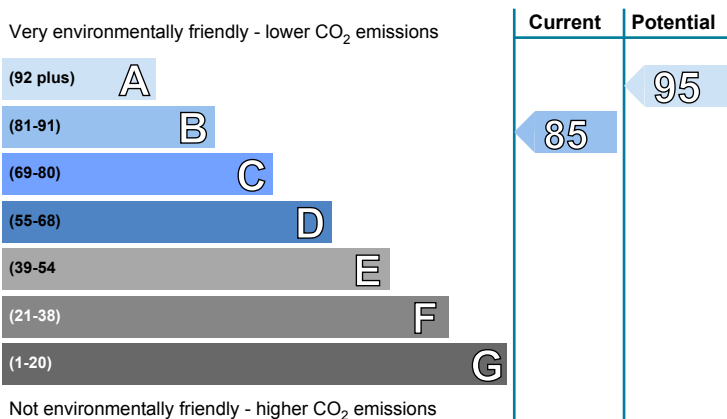 Very environmentally friendly - lower CO2 emissions
Current
Potential
(92 plus) A
95
(81-91) B
85
(69-80) C
(55-68) D
(39-54 E
(21-38) F
(1-20) G
Not environmentally friendly - higher CO2 emissions